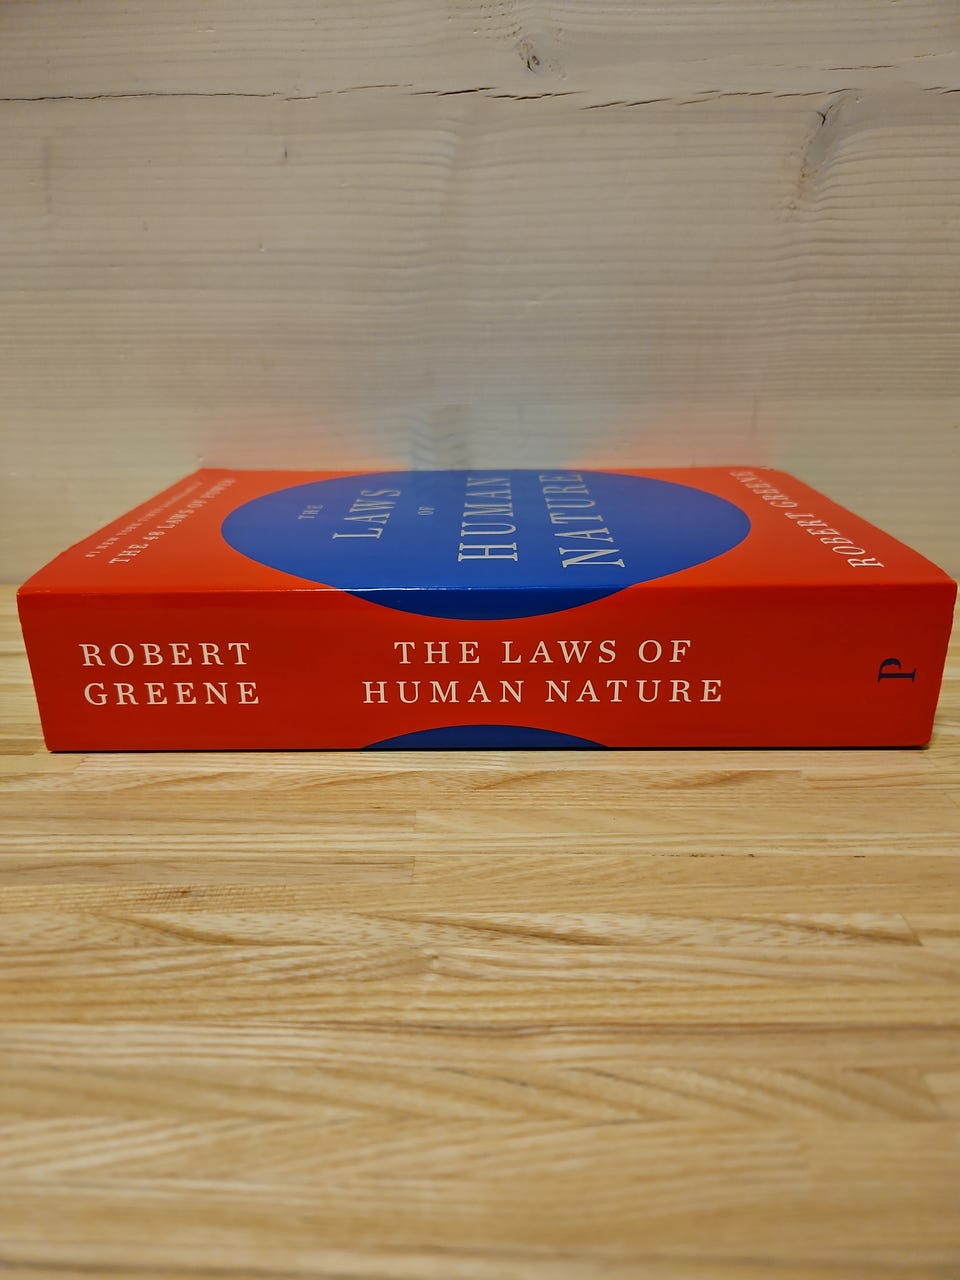 THE
LAWS
OF
HUMAN
NATURE
ROBERT GREENE
THE 48 LAWS OF POWER
ROBERT
GREENE
THE LAWS OF
HUMAN NATURE
P